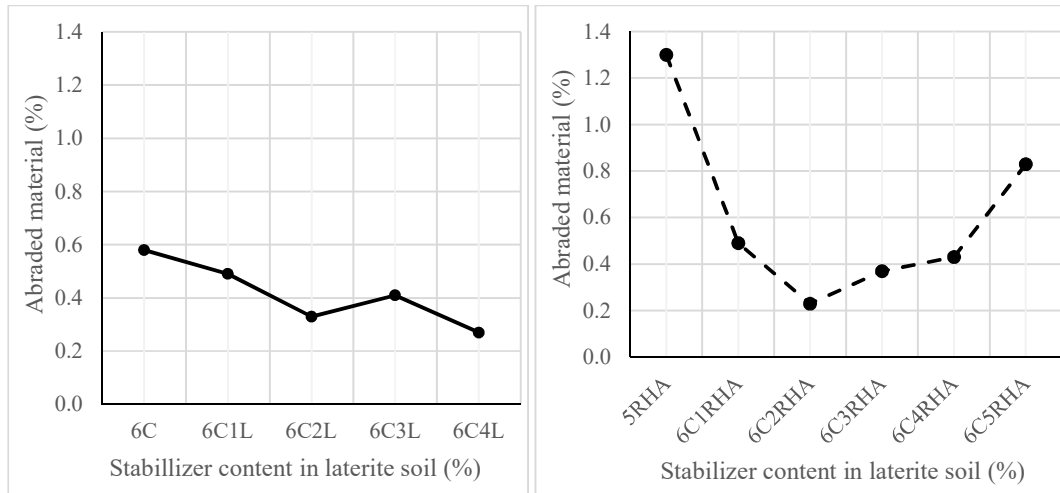 1.4
1.2
1.0
0.8
0.6
0.4
0.2
0.0
Abraded material (%)
6C 6C1L 6C2L 6C3L 6C4L
Stabillizer content in laterite soil (%)
1.4
1.2
1.0
0.8
0.6
0.4
0.2
0.0
Abraded material (%)
5RHA 6C1RHA 6C2RHA 6C3RHA 6C4RHA 6C5RHA
Stabilizer content in laterite soil (%)